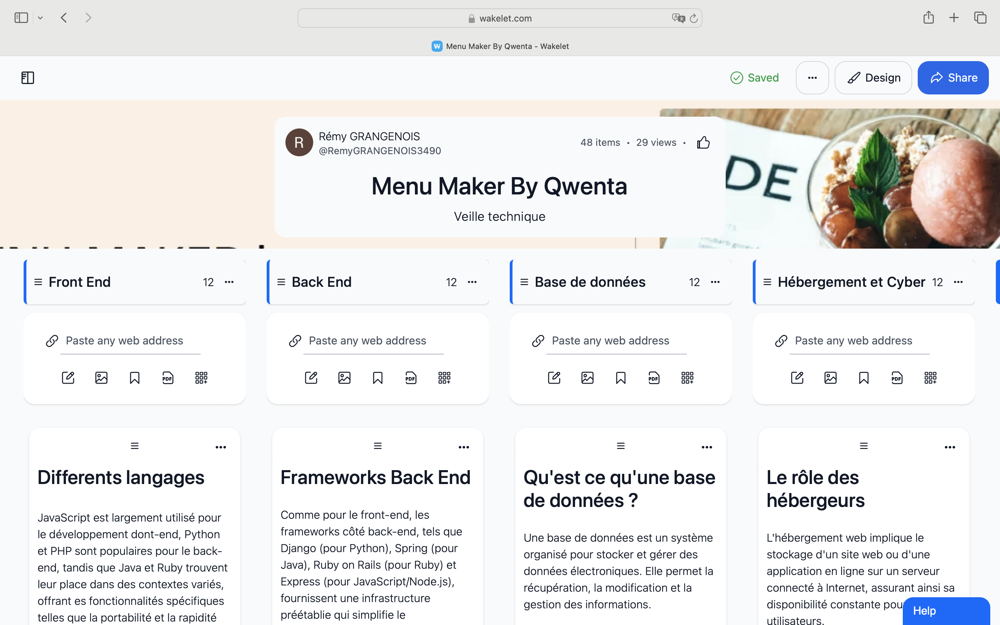 wakelet.com
Menu Maker By Qwenta - Wakelet
Saved
Design
Share
R
Rémy GRANGENOIS
@RemyGRANGENOIS3490
48 items • 29 views •
Menu Maker By Qwenta
Veille technique
DE
Front End 12
Back End 12
Base de données 12
Hébergement et Cyber 12
Paste any web address
Paste any web address
Paste any web address
Paste any web address
PDF
PDF
PDF
PDF
Differents langages
JavaScript est largement utilisé pour
le développement dont-end, Python
et PHP sont populaires pour le back-
end, tandis que Java et Ruby trouvent
leur place dans des contextes variés,
offrant es fonctionnalités spécifiques
telles que la portabilité et la rapidité
Frameworks Back End
Comme pour le front-end, les
frameworks côté back-end, tels que
Django (pour Python), Spring (pour
Java), Ruby on Rails (pour Ruby) et
Express (pour JavaScript/Node.js),
fournissent une infrastructure
préétablie qui simplifie le
Qu'est ce qu'une base
de données ?
Une base de données est un système
organisé pour stocker et gérer des
données électroniques. Elle permet la
récupération, la modification et la
gestion des informations.
Le rôle des
hébergeurs
L'hébergement web implique le
stockage d'un site web ou d'une
application en ligne sur un serveur
connecté à Internet, assurant ainsi sa
disponibilité constante
utilisateurs.
Help